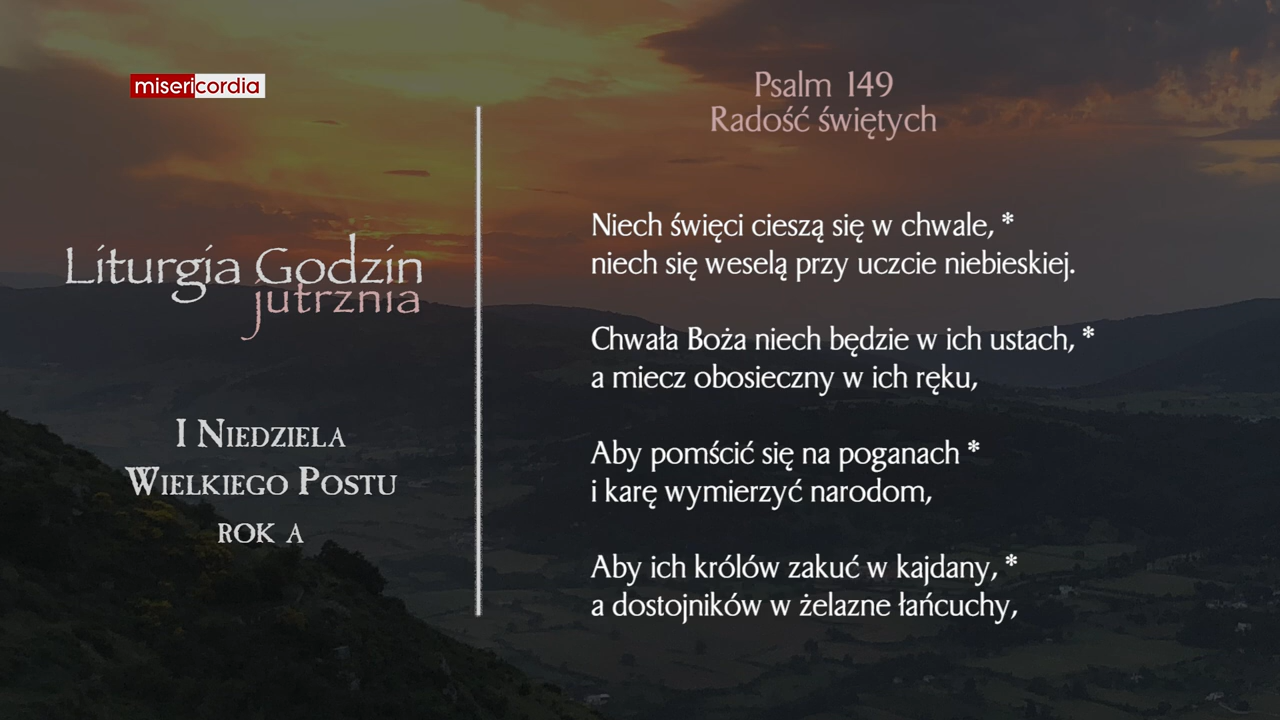 misericordia
Liturgia Godzin
jutrznia
I Niedziela
Wielkiego Postu
rok A
Psalm 149
Radość świętych
Niech święci cieszą się w chwale, *
niech się weselą przy uczcie niebieskiej.
Chwała Boża niech będzie w ich ustach, *
a miecz obosieczny w ich ręku,
Aby pomścić się na poganach *
i karę wymierzyć narodom,
Aby ich królów zakuć w kajdany, *
a dostojników w żelazne łańcuchy,